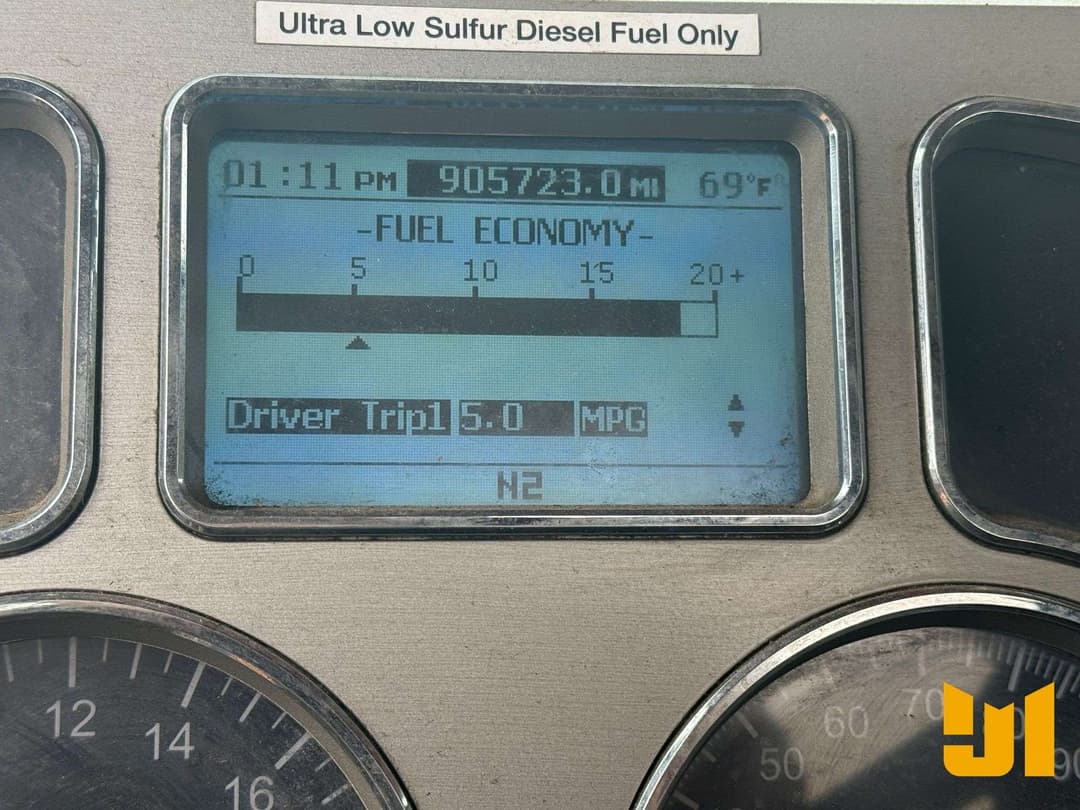 Ultra Low Sulfur Diesel Fuel Only
01:11 PM 905723.0 MI 69°F
-FUEL ECONOMY-
0 5 10 15 20+
Driver Trip1 5.0 MPG
N2
12 14 16
50 60 70 90